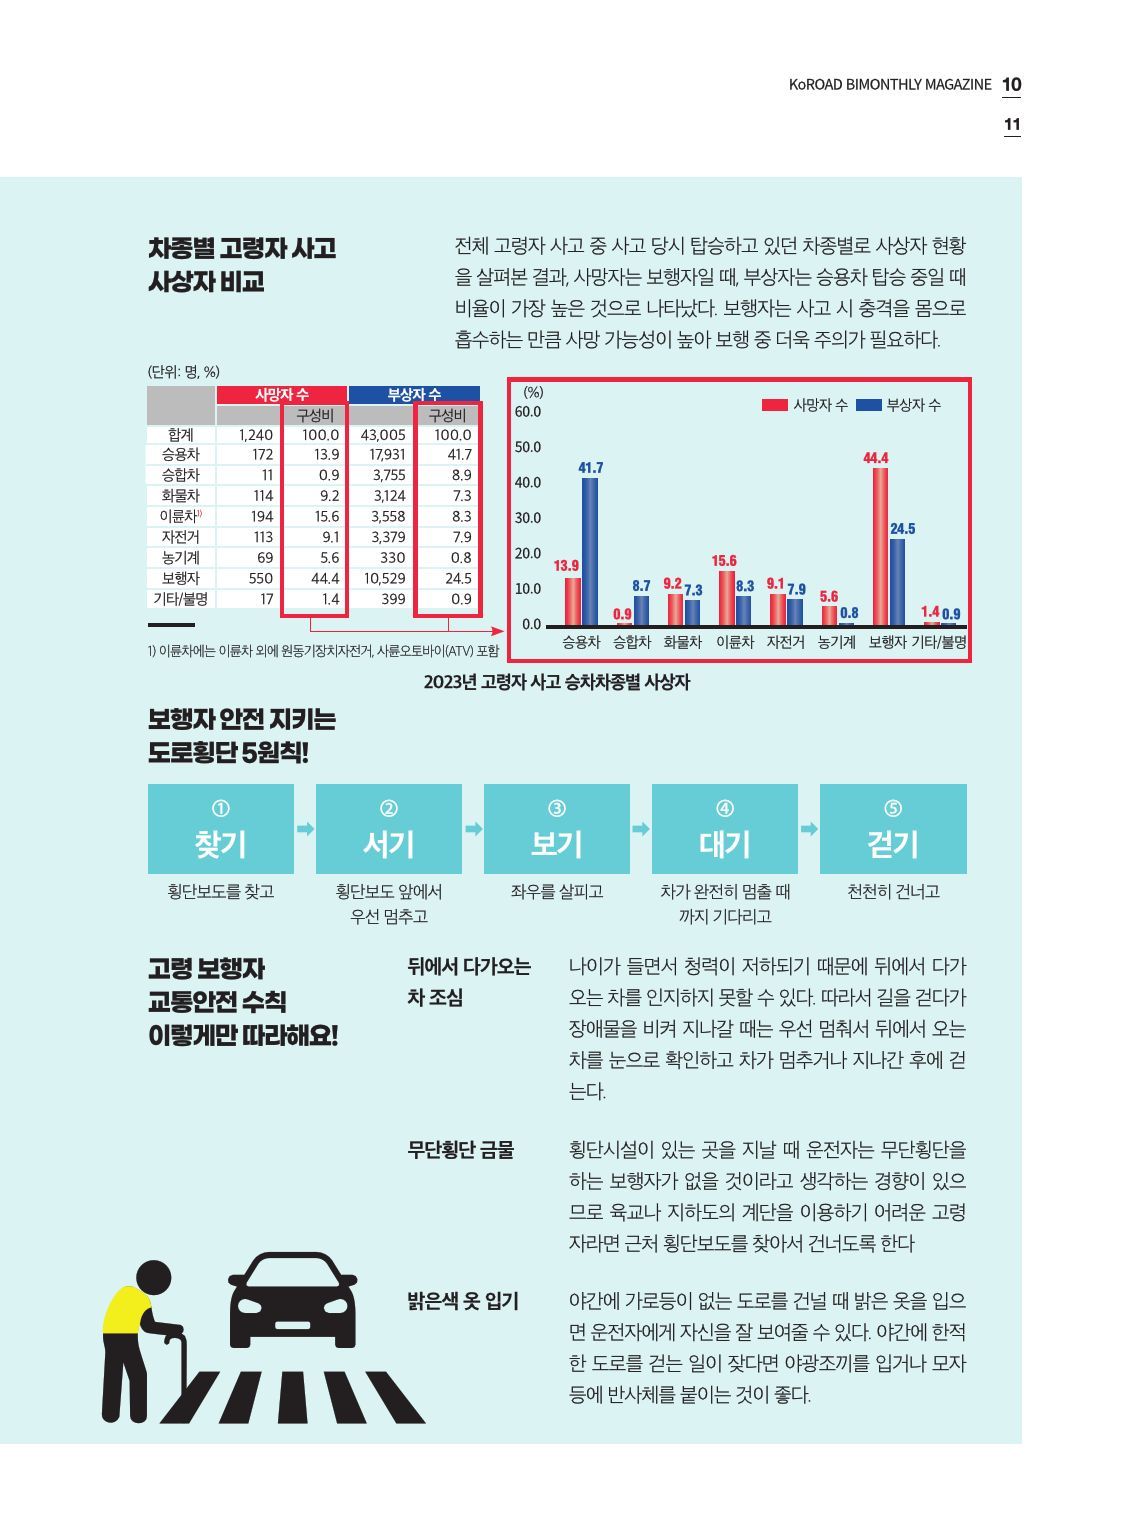 KoROAD BIMONTHLY MAGAZINE 10
11
차종별 고령자 사고
사상자 비교
전체 고령자 사고 중 사고 당시 탑승하고 있던 차종별로 사상자 현황
을 살펴본 결과, 사망자는 보행자일 때, 부상자는 승용차 탑승 중일 때
비율이 가장 높은 것으로 나타났다. 보행자는 사고 시 충격을 몸으로
흡수하는 만큼 사망 가능성이 높아 보행 중 더욱 주의가 필요하다.
(단위: 명, %)
사망자 수 부상자 수
구성비 구성비
합계 1,240 100.0 43,005 100.0
승용차 172 13.9 17,931 41.7
승합차 11 0.9 3,755 8.9
화물차 114 9.2 3,124 7.3
이륜차1) 194 15.6 3,558 8.3
자전거 113 9.1 3,379 7.9
농기계 69 5.6 330 0.8
보행자 550 44.4 10,529 24.5
기타/불명 17 1.4 399 0.9
1) 이륜차에는 이륜차 외에 원동기장치자전거, 사륜오토바이(ATV) 포함
(%)
사망자 수 부상자 수
60.0
50.0
40.0
30.0
20.0
10.0
0.0
13.9 41.7 0.9 8.7 9.2 7.3 15.6 8.3 9.1 7.9 5.6 0.8 44.4 24.5 1.4 0.9
승용차 승합차 화물차 이륜차 자전거 농기계 보행자 기타/불명
2023년 고령자 사고 승차차종별 사상자
보행자 안전 지키는
도로횡단 5원칙!
① ② ③ ④ ⑤
찾기 서기 보기 대기 걷기
횡단보도를 찾고
횡단보도 앞에서
우선 멈추고
좌우를 살피고
차가 완전히 멈출 때
까지 기다리고
천천히 건너고
고령 보행자
교통안전 수칙
이렇게만 따라해요!
뒤에서 다가오는
차 조심
나이가 들면서 청력이 저하되기 때문에 뒤에서 다가
오는 차를 인지하지 못할 수 있다. 따라서 길을 걷다가
장애물을 비켜 지나갈 때는 우선 멈춰서 뒤에서 오는
차를 눈으로 확인하고 차가 멈추거나 지나간 후에 걷
는다.
무단횡단 금물
횡단시설이 있는 곳을 지날 때 운전자는 무단횡단을
하는 보행자가 없을 것이라고 생각하는 경향이 있으
므로 육교나 지하도의 계단을 이용하기 어려운 고령
자라면 근처 횡단보도를 찾아서 건너도록 한다
밝은색 옷 입기
야간에 가로등이 없는 도로를 건널 때 밝은 옷을 입으
면 운전자에게 자신을 잘 보여줄 수 있다. 야간에 한적
한 도로를 걷는 일이 잦다면 야광조끼를 입거나 모자
등에 반사체를 붙이는 것이 좋다.